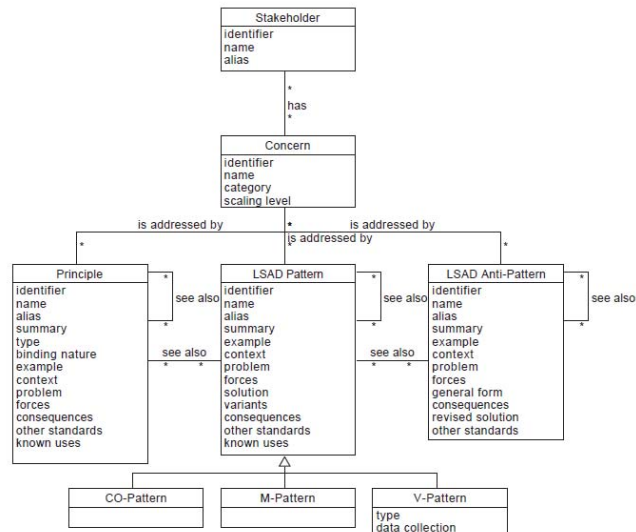 Stakeholder
identifier
name
alias
*
has
*
Concern
identifier
name
category
scaling level
is addressed by
*
is addressed by
is addressed by
*
*
*
Principle
identifier
name
alias
summary
type
binding nature
example
context
problem
forces
consequences
other standards
known uses
*
see also
*
see also
*
*
LSAD Pattern
identifier
name
alias
summary
example
context
problem
forces
solution
variants
consequences
other standards
known uses
*
see also
*
see also
*
*
LSAD Anti-Pattern
identifier
name
alias
summary
example
context
problem
forces
general form
consequences
revised solution
other standards
*
see also
*
CO-Pattern
M-Pattern
V-Pattern
type
data collection